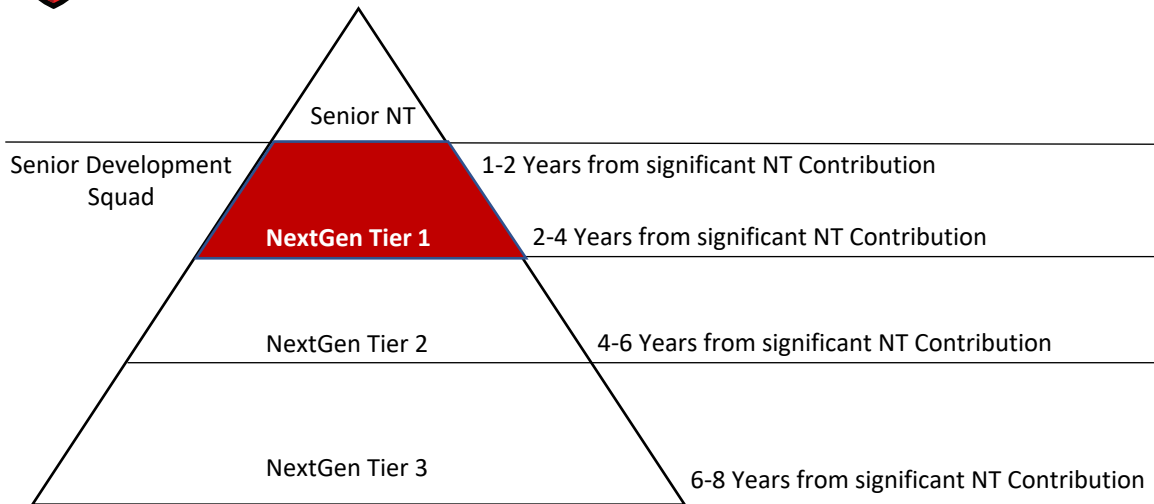 Senior NT
Senior Development
Squad
1-2 Years from significant NT Contribution
NextGen Tier 1
2-4 Years from significant NT Contribution
NextGen Tier 2
4-6 Years from significant NT Contribution
NextGen Tier 3
6-8 Years from significant NT Contribution